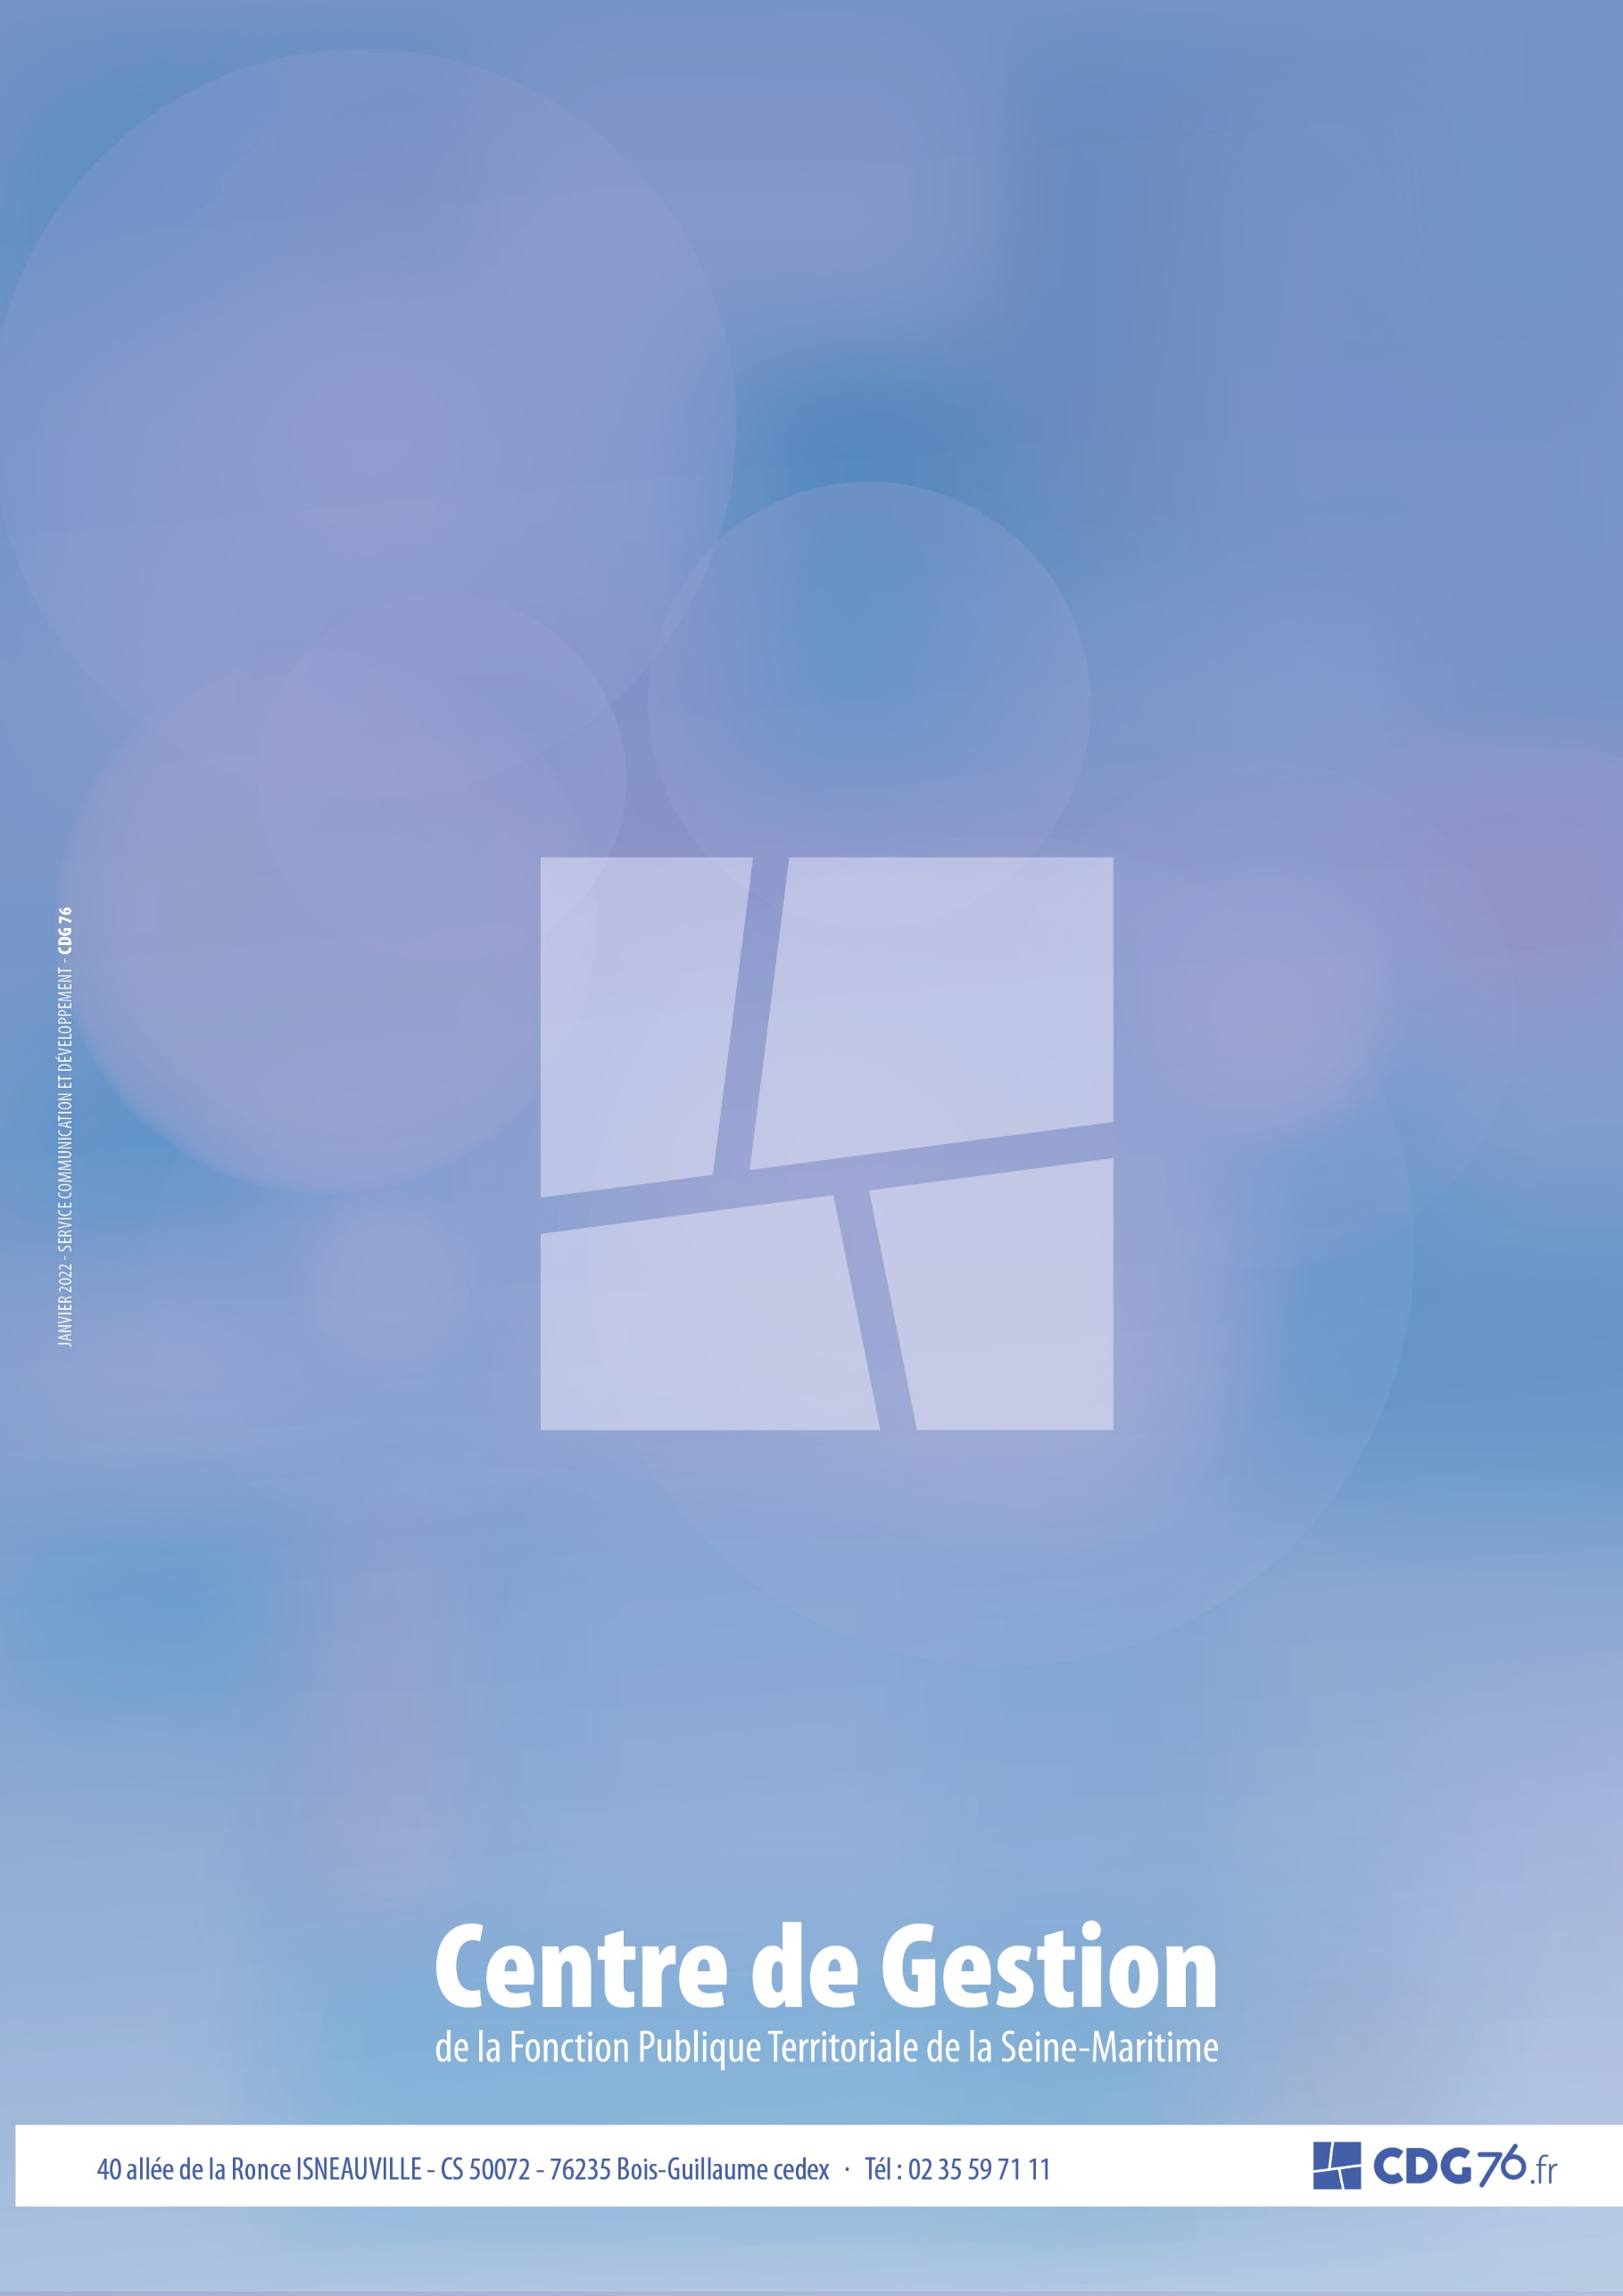 JANVIER 2022 - SERVICE COMMUNICATION ET DÉVELOPPEMENT - CDG 76
Centre de Gestion
de la Fonction Publique Territoriale de la Seine-Maritime
40 allée de la Ronce ISNEAUVILLE - CS 50072 - 76235 Bois-Guillaume cedex · Tél : 02 35 59 71 11
CDG76.fr